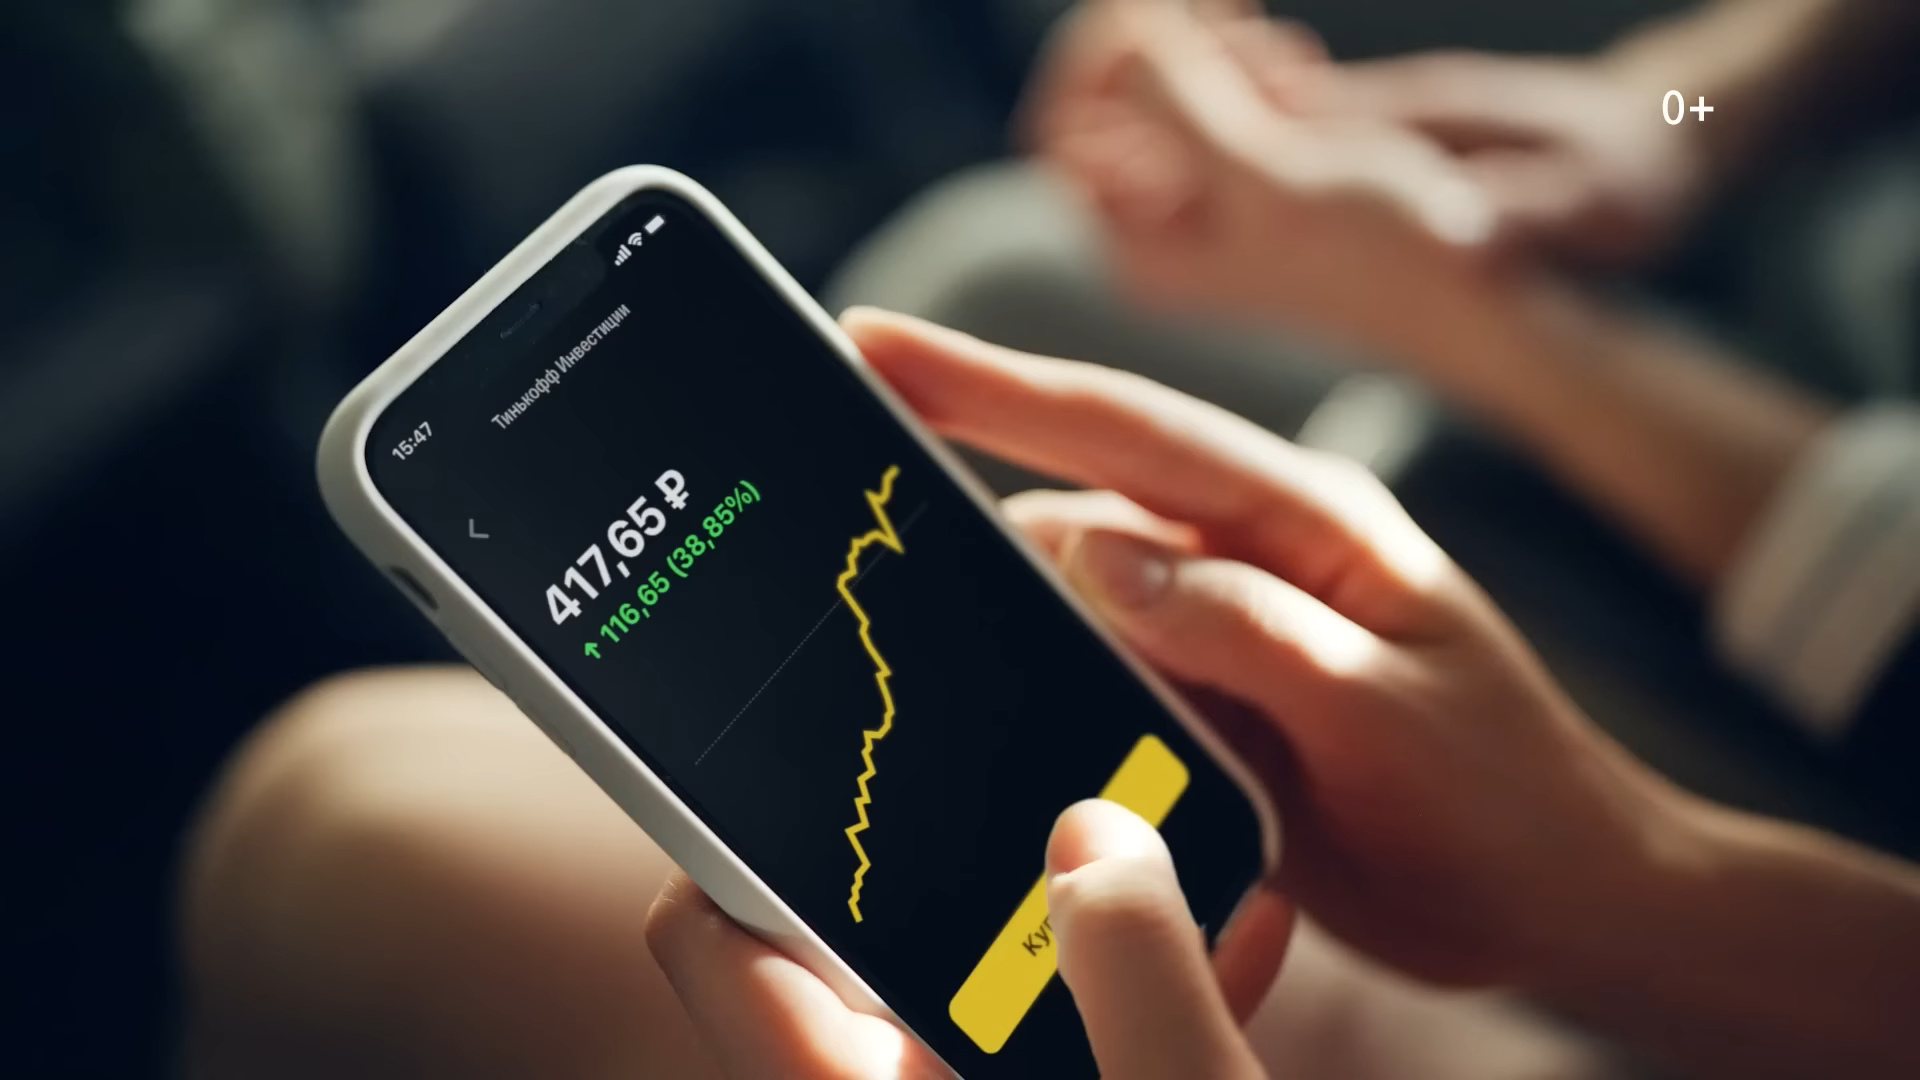 0+
15:47
Тинькофф Инвестиции
417,65 ₽
↑ 116,65 (38,85%)